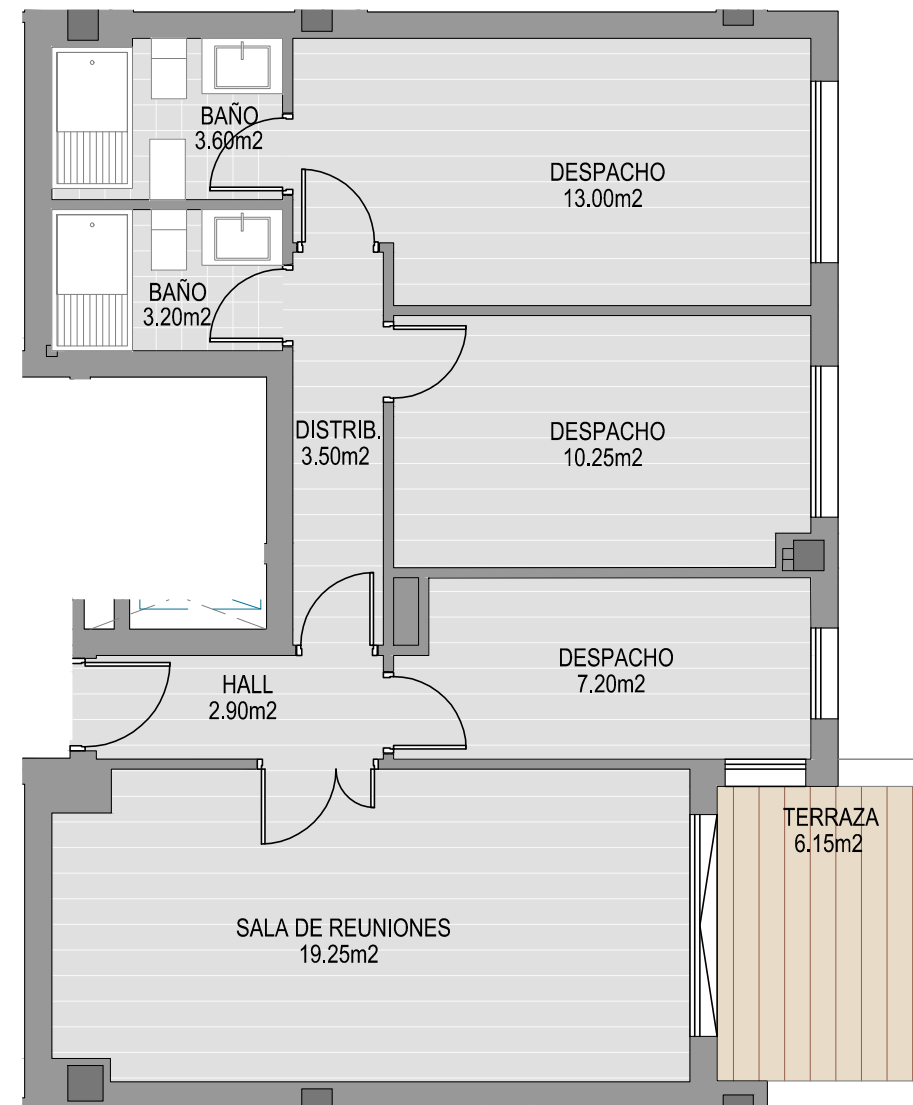 BAÑO
3.60m2
DESPACHO
13.00m2
BAÑO
3.20m2
DISTRIB.
3.50m2
DESPACHO
10.25m2
DESPACHO
7.20m2
HALL
2.90m2
TERRAZA
6.15m2
SALA DE REUNIONES
19.25m2